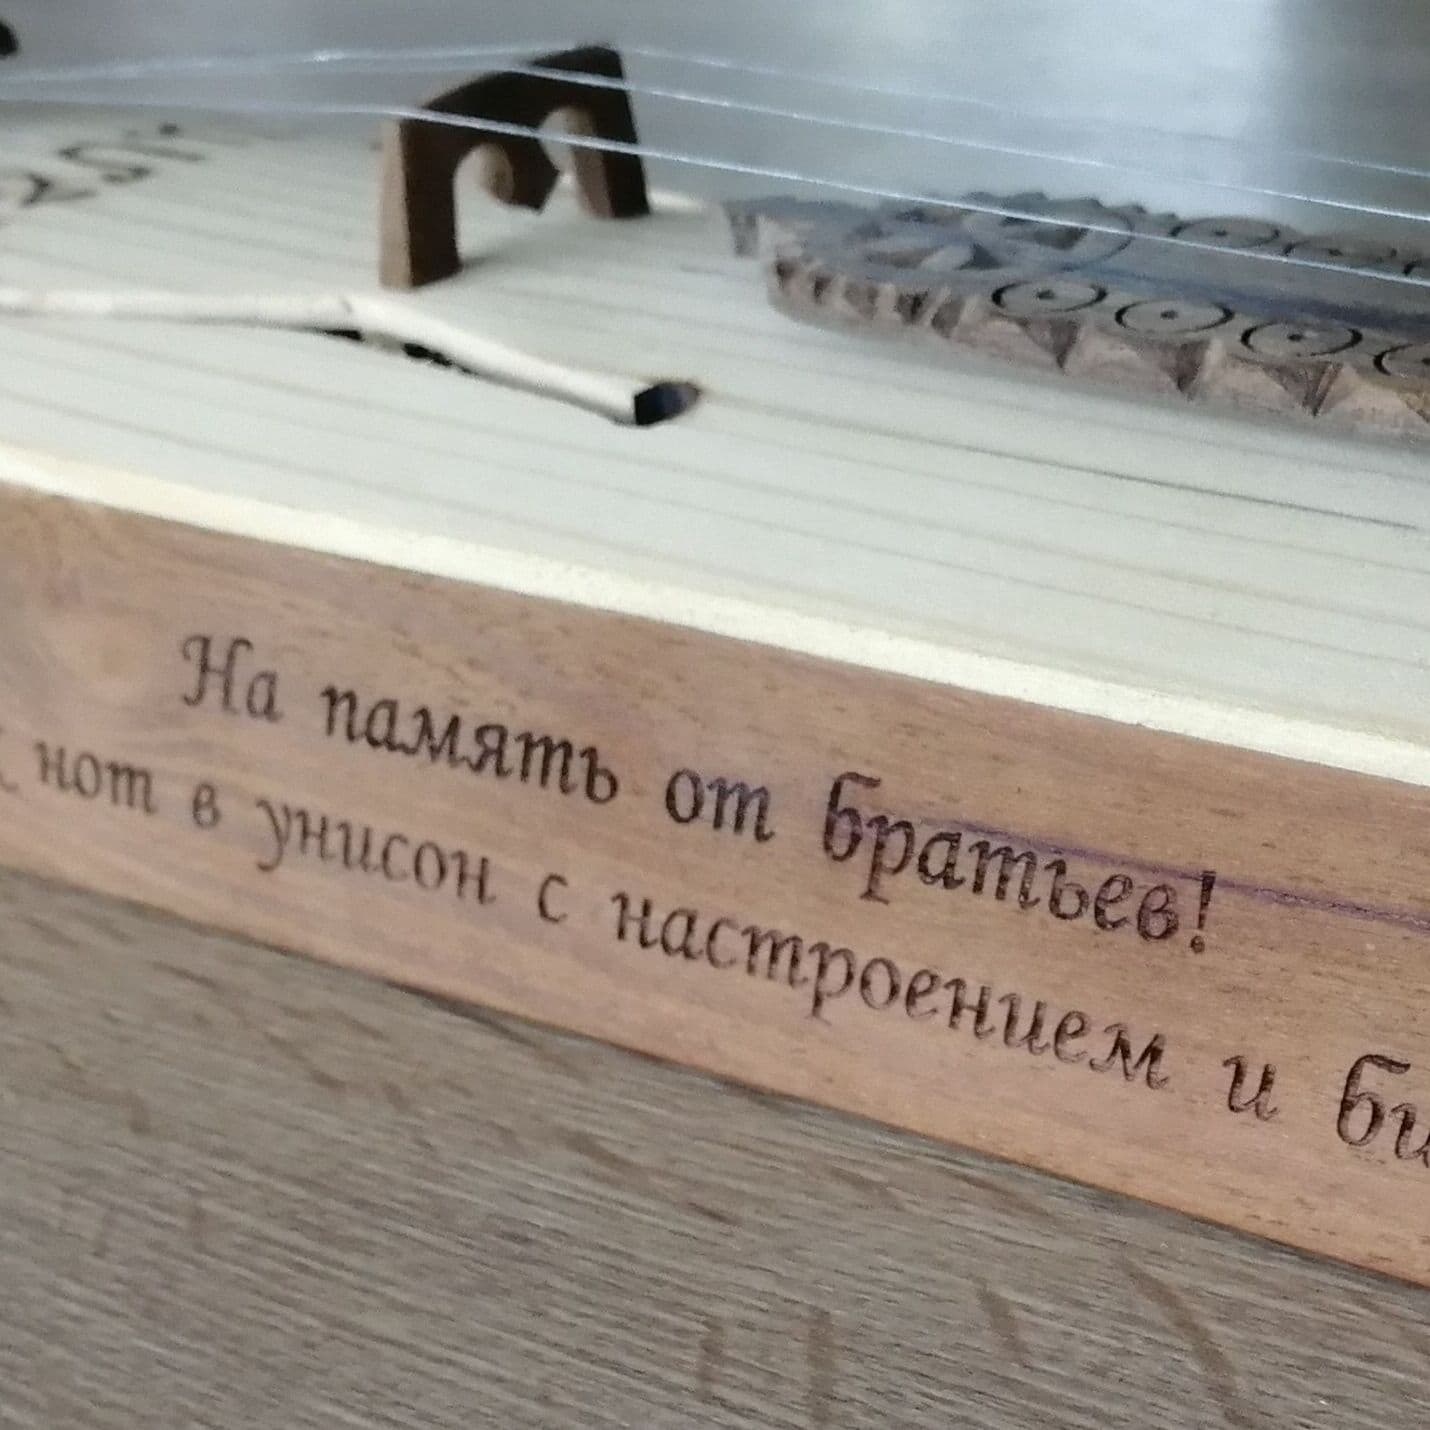 На память от братьев!
нот в унисон с настроением и